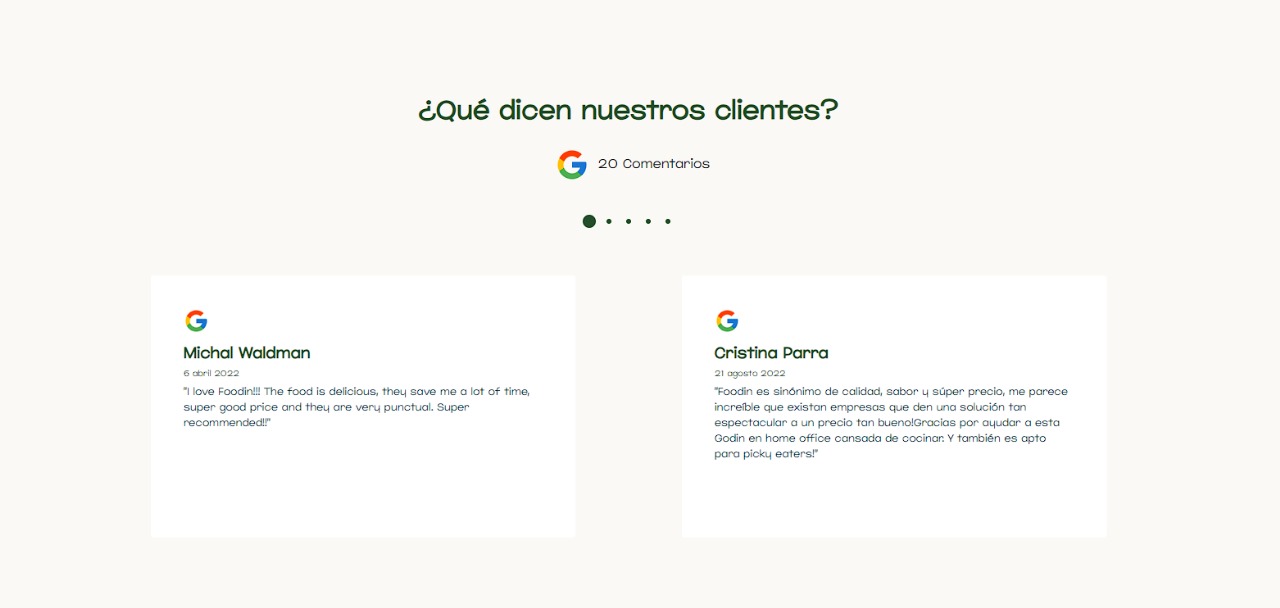 ¿Qué dicen nuestros clientes?
20 Comentarios
Michal Waldman
6 abril 2022
"I love Foodin!!! The food is delicious, they save me a lot of time,
super good price and they are very punctual. Super
recommended!!"
Cristina Parra
21 agosto 2022
"Foodin es sinónimo de calidad, sabor y súper precio, me parece
increíble que existan empresas que den una solución tan
espectacular a un precio tan bueno!Gracias por ayudar a esta
Godin en home office cansada de cocinar. Y también es apto
para picky eaters!"